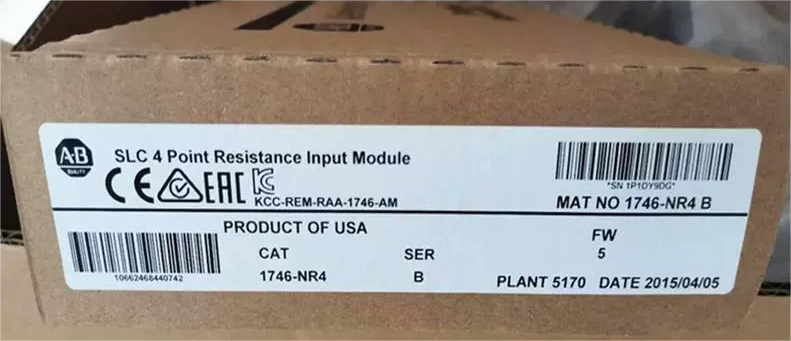 A-B
QUALITY
SLC 4 Point Resistance Input Module
CE EAC
KCC-REM-RAA-1746-AM
*SN 1P1DY9DG*
MAT NO 1746-NR4 B
PRODUCT OF USA
FW
CAT SER 5
1746-NR4 B
10662468440742
PLANT 5170 DATE 2015/04/05